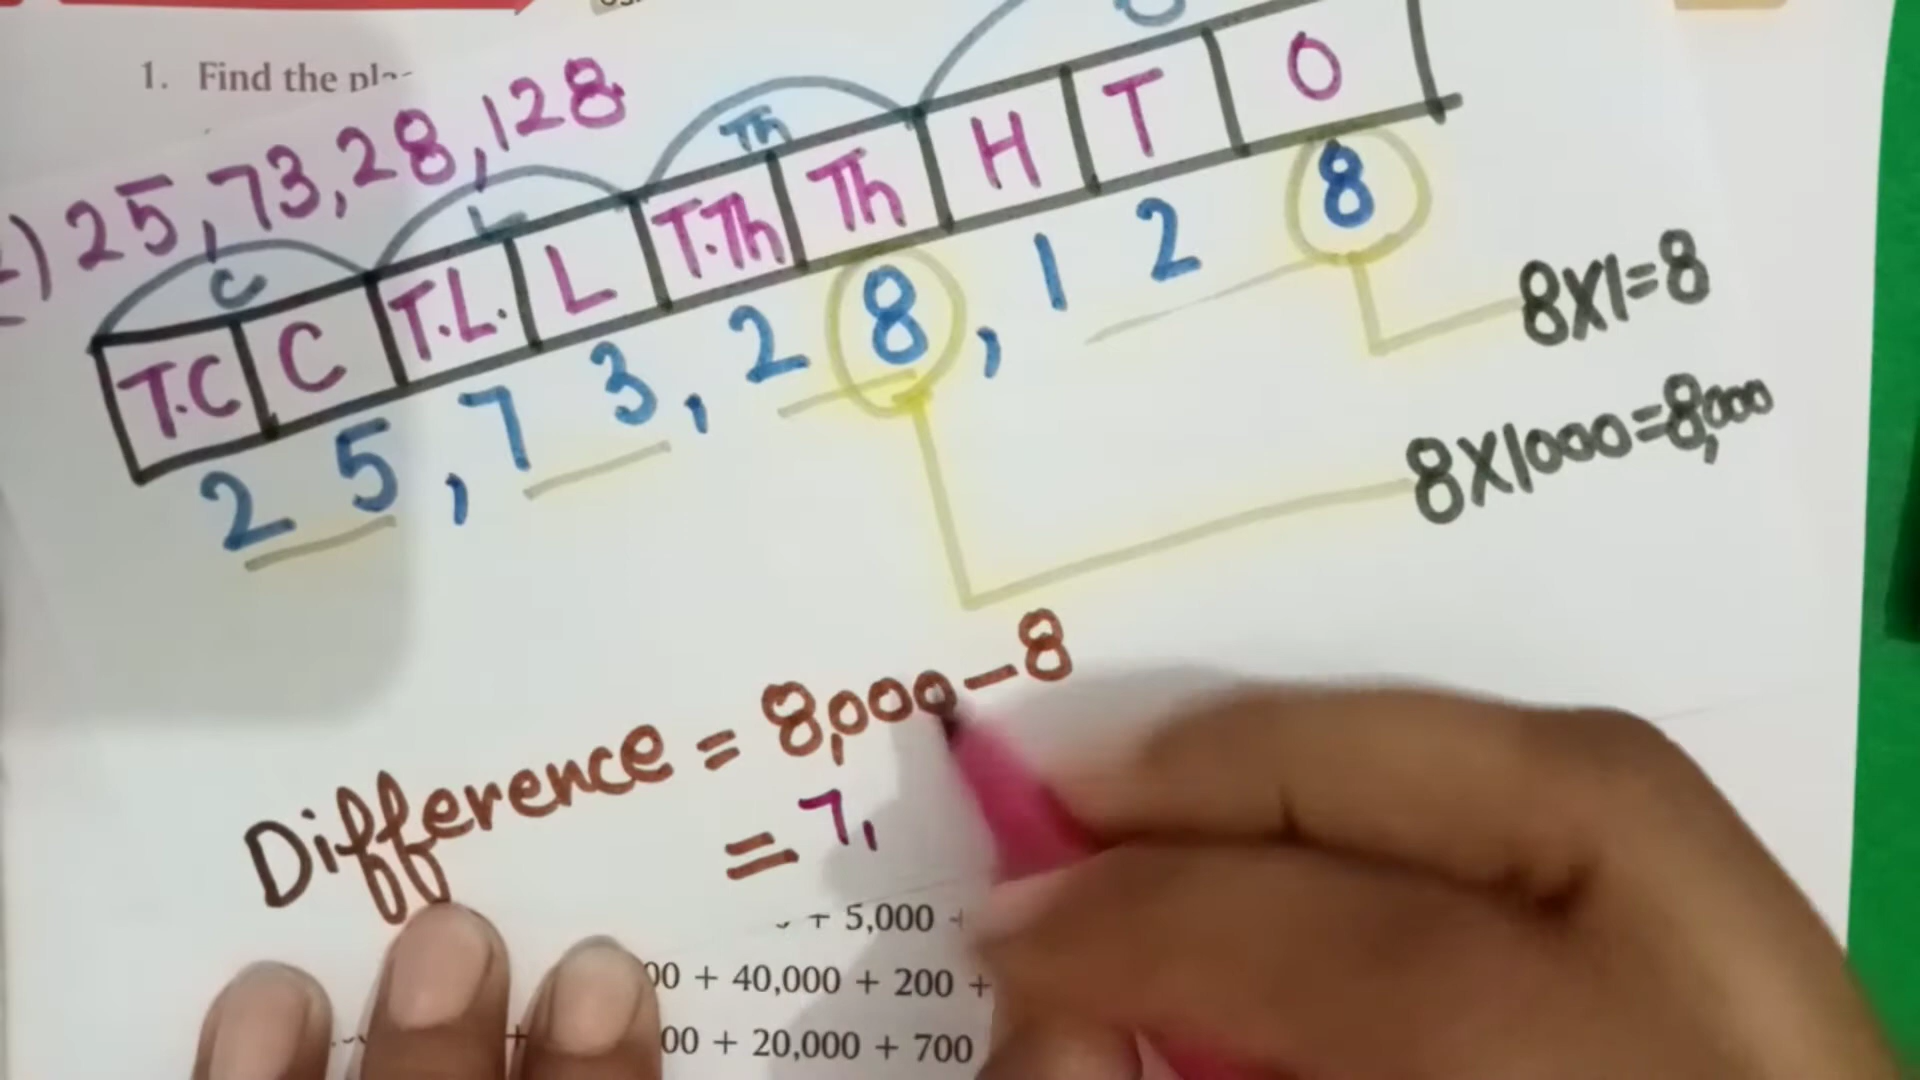 1. Find the
) 25,73,28,128
C L Th
T.C C T.L. L T.Th Th H T O
2 5 , 7 3 , 2 8 , 1 2 8
8X1=8
8X1000=8,000
Difference = 8,000-8
= 7,
+ 5,000
00 + 40,000 + 200 +
+ 00 + 20,000 + 700